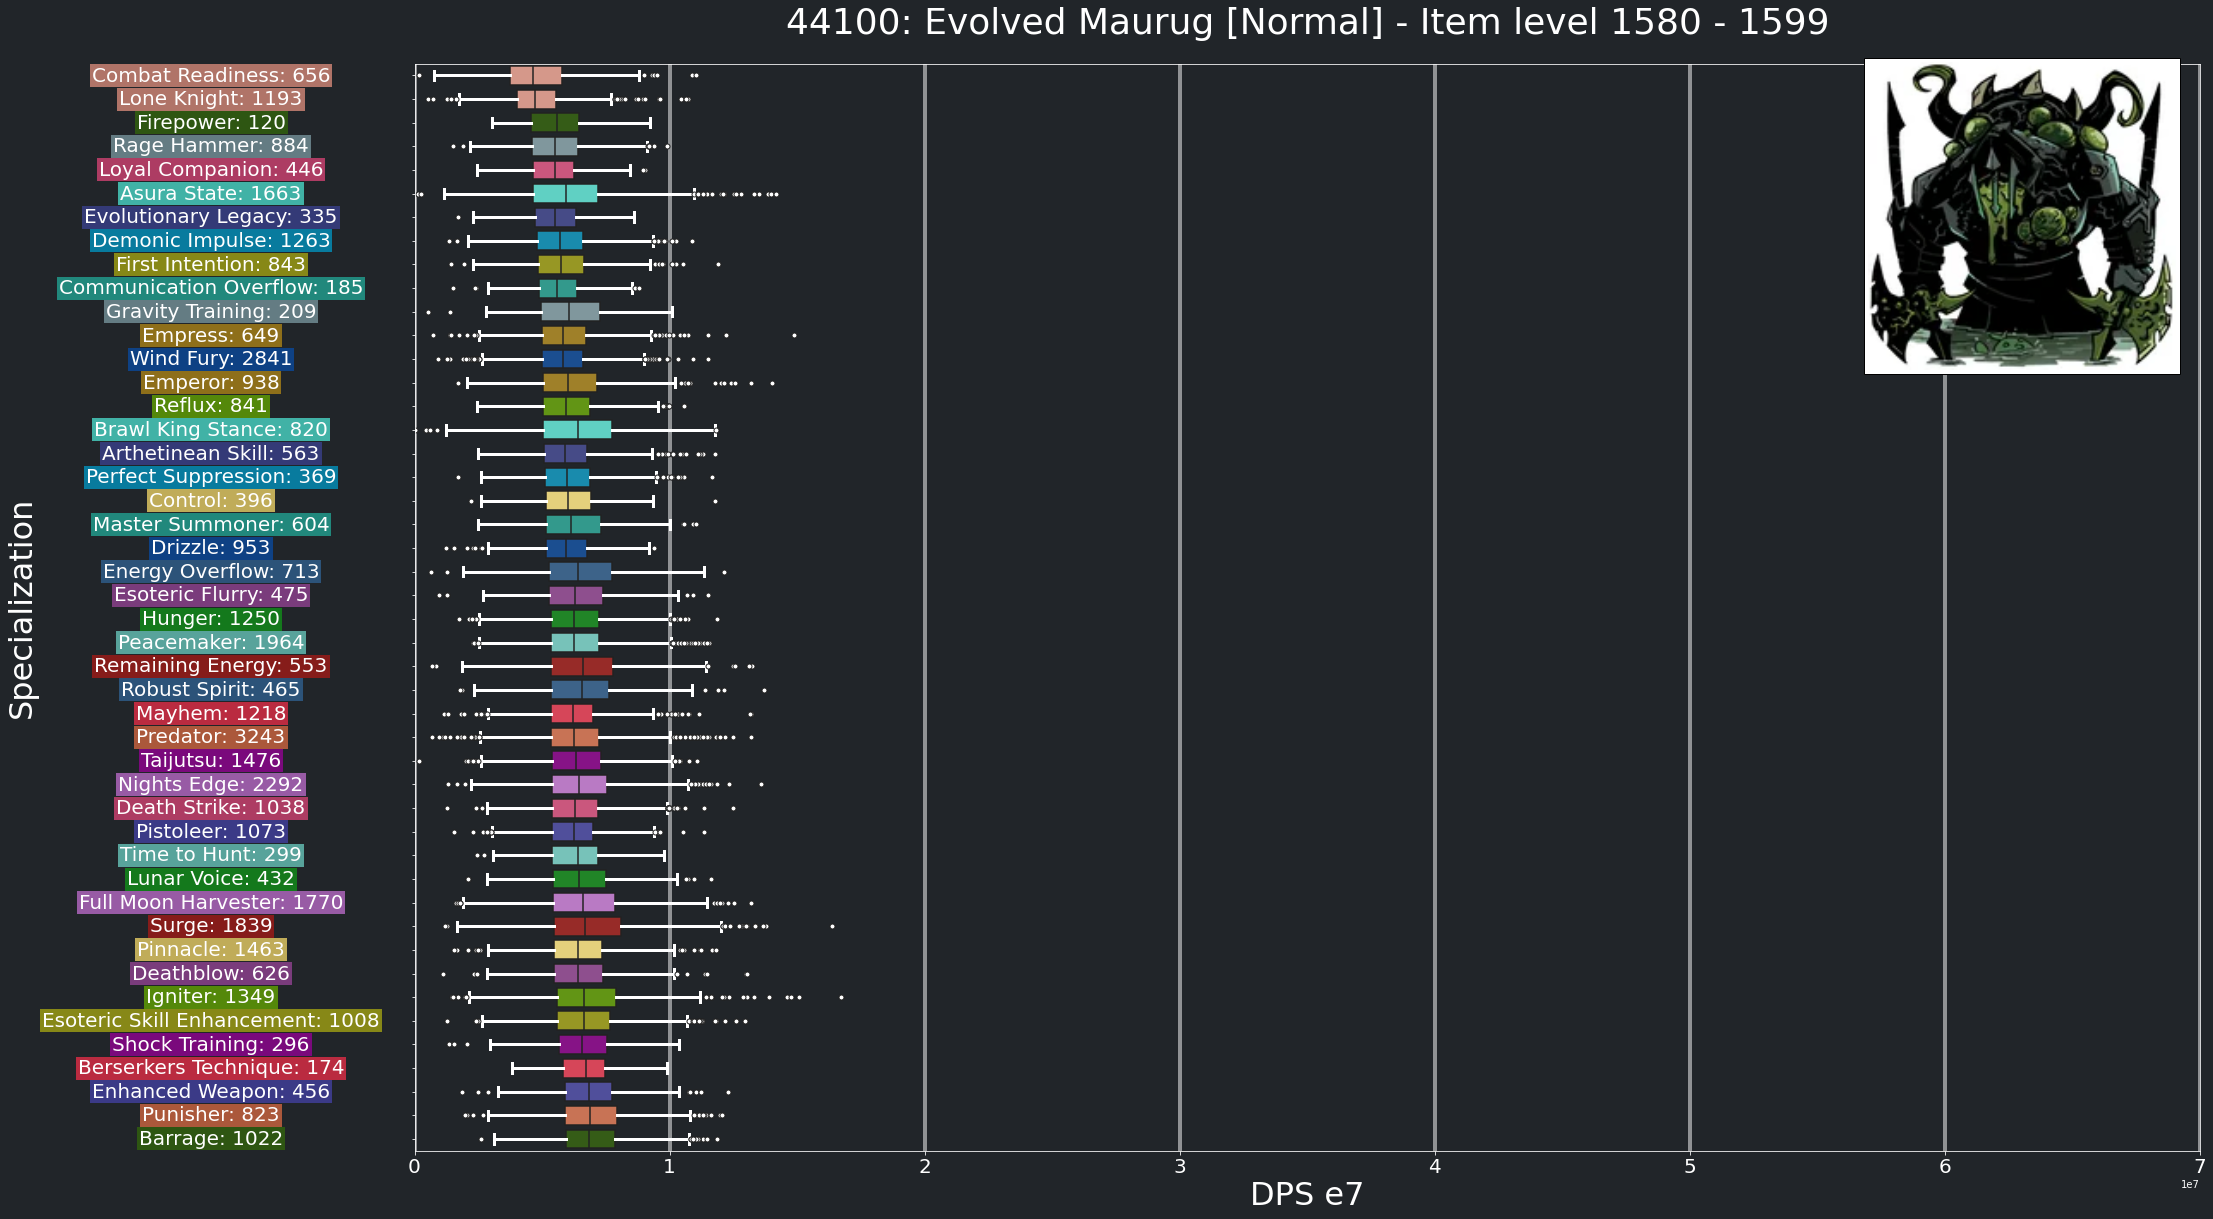 44100: Evolved Maurug [Normal] - Item level 1580 - 1599
Specialization
Combat Readiness: 656
Lone Knight: 1193
Firepower: 120
Rage Hammer: 884
Loyal Companion: 446
Asura State: 1663
Evolutionary Legacy: 335
Demonic Impulse: 1263
First Intention: 843
Communication Overflow: 185
Gravity Training: 209
Empress: 649
Wind Fury: 2841
Emperor: 938
Reflux: 841
Brawl King Stance: 820
Arthetinean Skill: 563
Perfect Suppression: 369
Control: 396
Master Summoner: 604
Drizzle: 953
Energy Overflow: 713
Esoteric Flurry: 475
Hunger: 1250
Peacemaker: 1964
Remaining Energy: 553
Robust Spirit: 465
Mayhem: 1218
Predator: 3243
Taijutsu: 1476
Nights Edge: 2292
Death Strike: 1038
Pistoleer: 1073
Time to Hunt: 299
Lunar Voice: 432
Full Moon Harvester: 1770
Surge: 1839
Pinnacle: 1463
Deathblow: 626
Igniter: 1349
Esoteric Skill Enhancement: 1008
Shock Training: 296
Berserkers Technique: 174
Enhanced Weapon: 456
Punisher: 823
Barrage: 1022
0 1 2 3 4 5 6 7
1e7
DPS e7